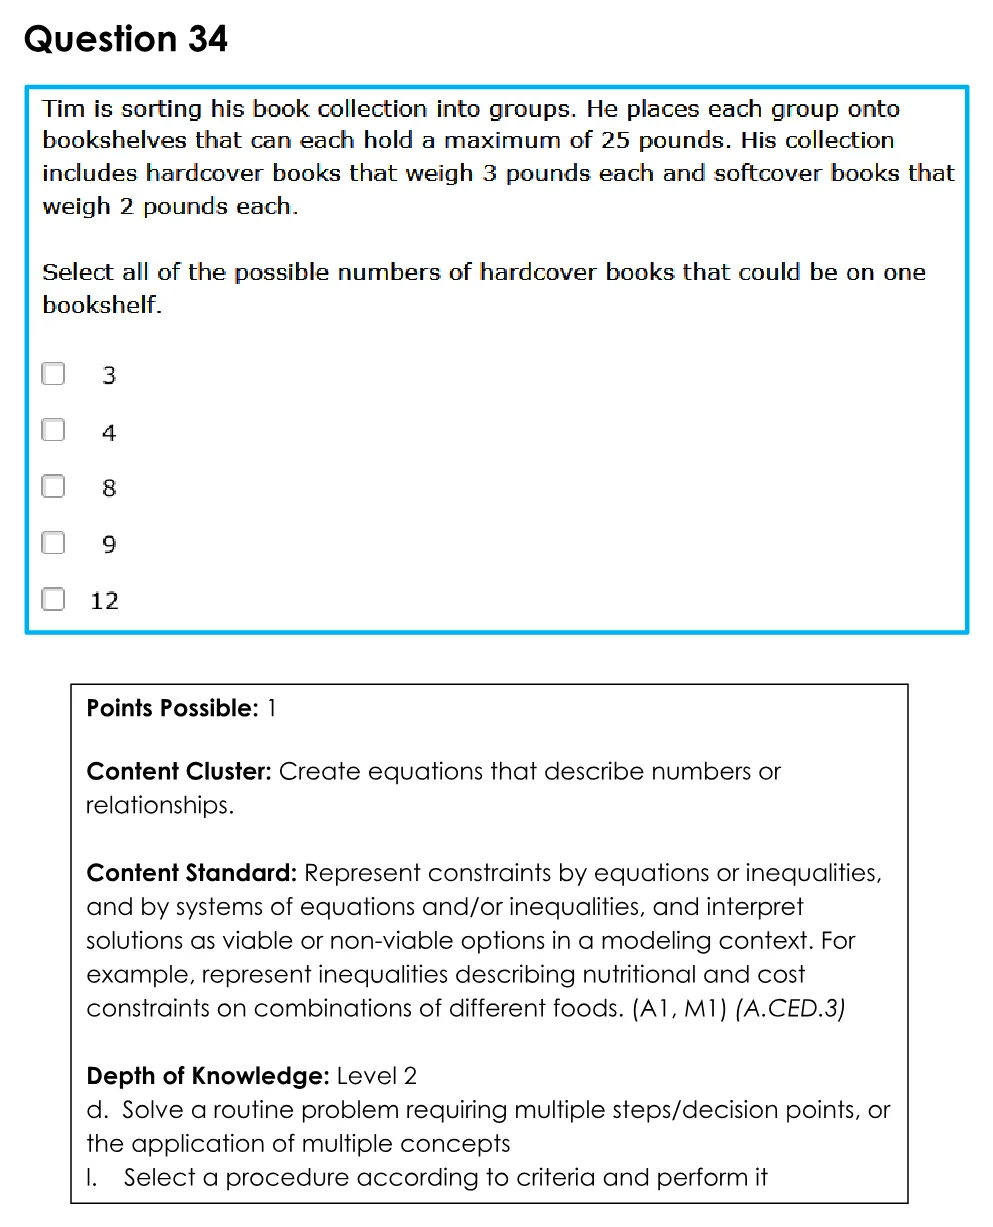 Question 34
Tim is sorting his book collection into groups. He places each group onto
bookshelves that can each hold a maximum of 25 pounds. His collection
includes hardcover books that weigh 3 pounds each and softcover books that
weigh 2 pounds each.
Select all of the possible numbers of hardcover books that could be on one
bookshelf.
3
4
8
9
12
Points Possible: 1
Content Cluster: Create equations that describe numbers or
relationships.
Content Standard: Represent constraints by equations or inequalities,
and by systems of equations and/or inequalities, and interpret
solutions as viable or non-viable options in a modeling context. For
example, represent inequalities describing nutritional and cost
constraints on combinations of different foods. (A1, M1) (A.CED.3)
Depth of Knowledge: Level 2
d. Solve a routine problem requiring multiple steps/decision points, or
the application of multiple concepts
l. Select a procedure according to criteria and perform it